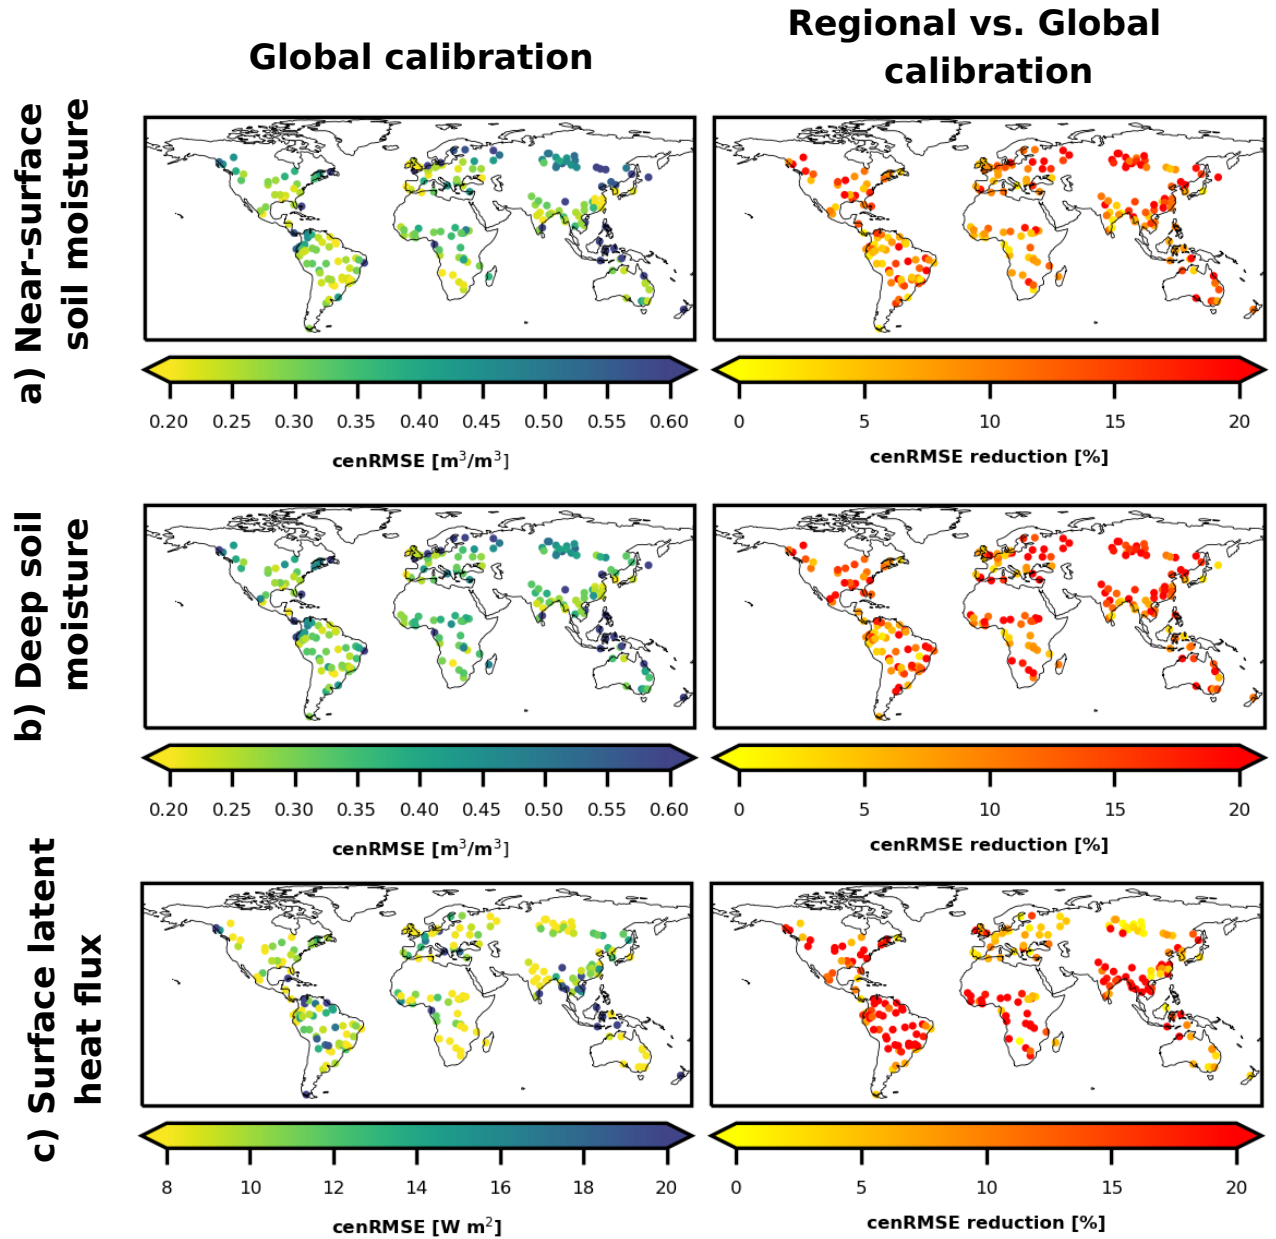 Global calibration
Regional vs. Global
calibration
a) Near-surface
soil moisture
0.20 0.25 0.30 0.35 0.40 0.45 0.50 0.55 0.60
cenRMSE [m³/m³]
0 5 10 15 20
cenRMSE reduction [%]
b) Deep soil
moisture
0.20 0.25 0.30 0.35 0.40 0.45 0.50 0.55 0.60
cenRMSE [m³/m³]
0 5 10 15 20
cenRMSE reduction [%]
c) Surface latent
heat flux
8 10 12 14 16 18 20
cenRMSE [W m²]
0 5 10 15 20
cenRMSE reduction [%]